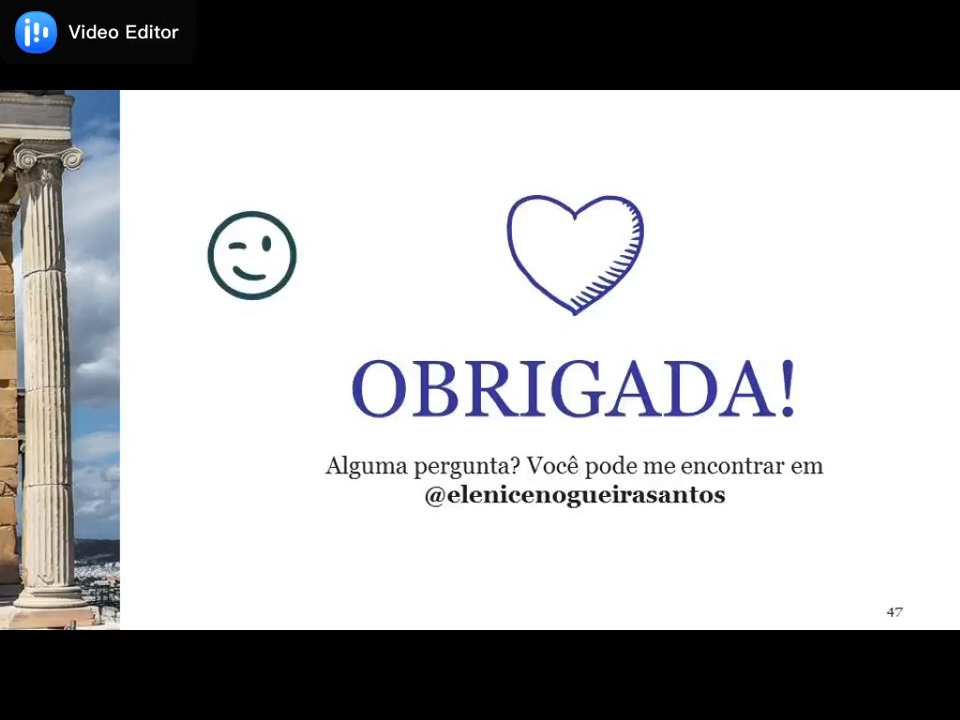 Video Editor
OBRIGADA!
Alguma pergunta? Você pode me encontrar em
@elenicenogueirasantos
47